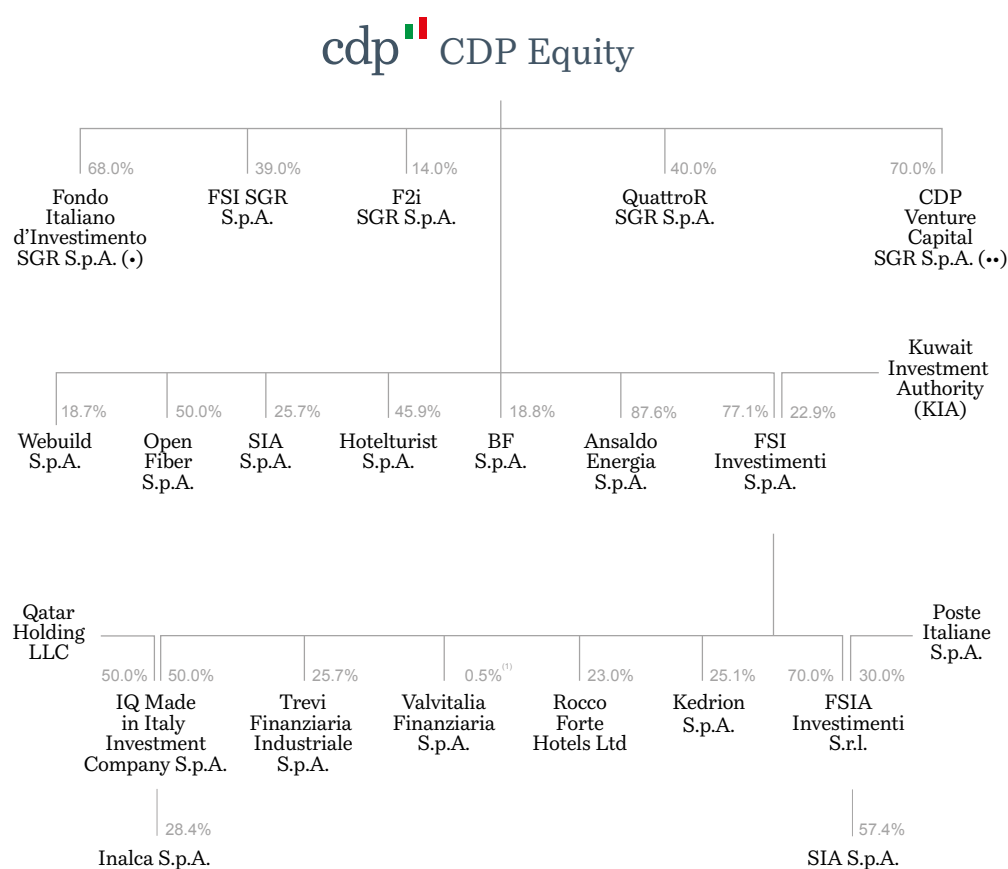 cdp CDP Equity
68.0%
39.0%
14.0%
40.0%
70.0%
Fondo
Italiano
d'Investimento
SGR S.p.A. (•)
FSI SGR
S.p.A.
F2i
SGR S.p.A.
QuattroR
SGR S.p.A.
CDP
Venture
Capital
SGR S.p.A. (••)
Kuwait
Investment
Authority
(KIA)
18.7%
50.0%
25.7%
45.9%
18.8%
87.6%
77.1%
22.9%
Webuild
S.p.A.
Open
Fiber
S.p.A.
SIA
S.p.A.
Hotelturist
S.p.A.
BF
S.p.A.
Ansaldo
Energia
S.p.A.
FSI
Investimenti
S.p.A.
Qatar
Holding
LLC
Poste
Italiane
S.p.A.
50.0%
50.0%
25.7%
0.5%(1)
23.0%
25.1%
70.0%
30.0%
IQ Made
in Italy
Investment
Company S.p.A.
Trevi
Finanziaria
Industriale
S.p.A.
Valvitalia
Finanziaria
S.p.A.
Rocco
Forte
Hotels Ltd
Kedrion
S.p.A.
FSIA
Investimenti
S.r.l.
28.4%
57.4%
Inalca S.p.A.
SIA S.p.A.